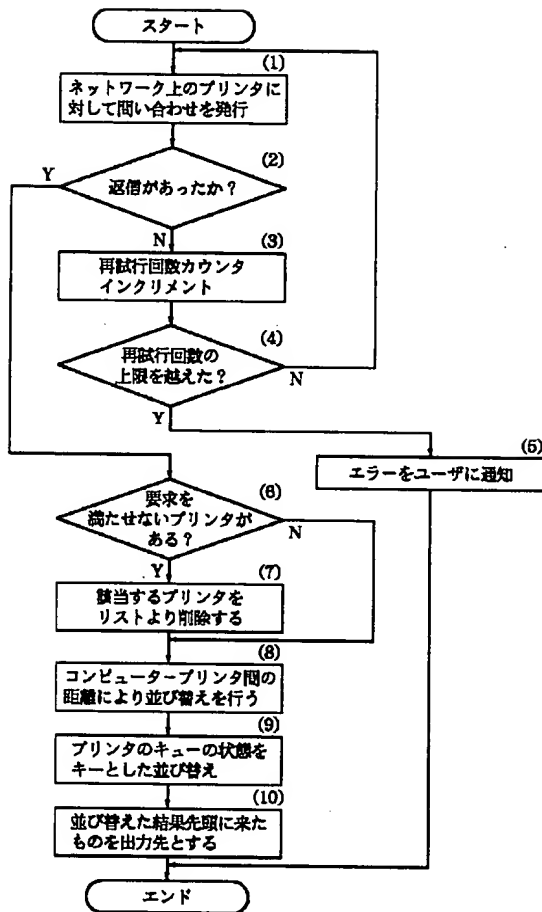 スタート
(1)
ネットワーク上のプリンタに
対して問い合わせを発行
(2)
Y
返信があったか？
N
(3)
再試行回数カウンタ
インクリメント
(4)
再試行回数の
上限を越えた？
N
Y
(5)
エラーをユーザに通知
(6)
要求を
満たせないプリンタが
ある？
N
Y
(7)
該当するプリンタを
リストより削除する
(8)
コンピュータープリンタ間の
距離により並び替えを行う
(9)
プリンタのキューの状態を
キーとした並び替え
(10)
並び替えた結果先頭に来た
ものを出力先とする
エンド